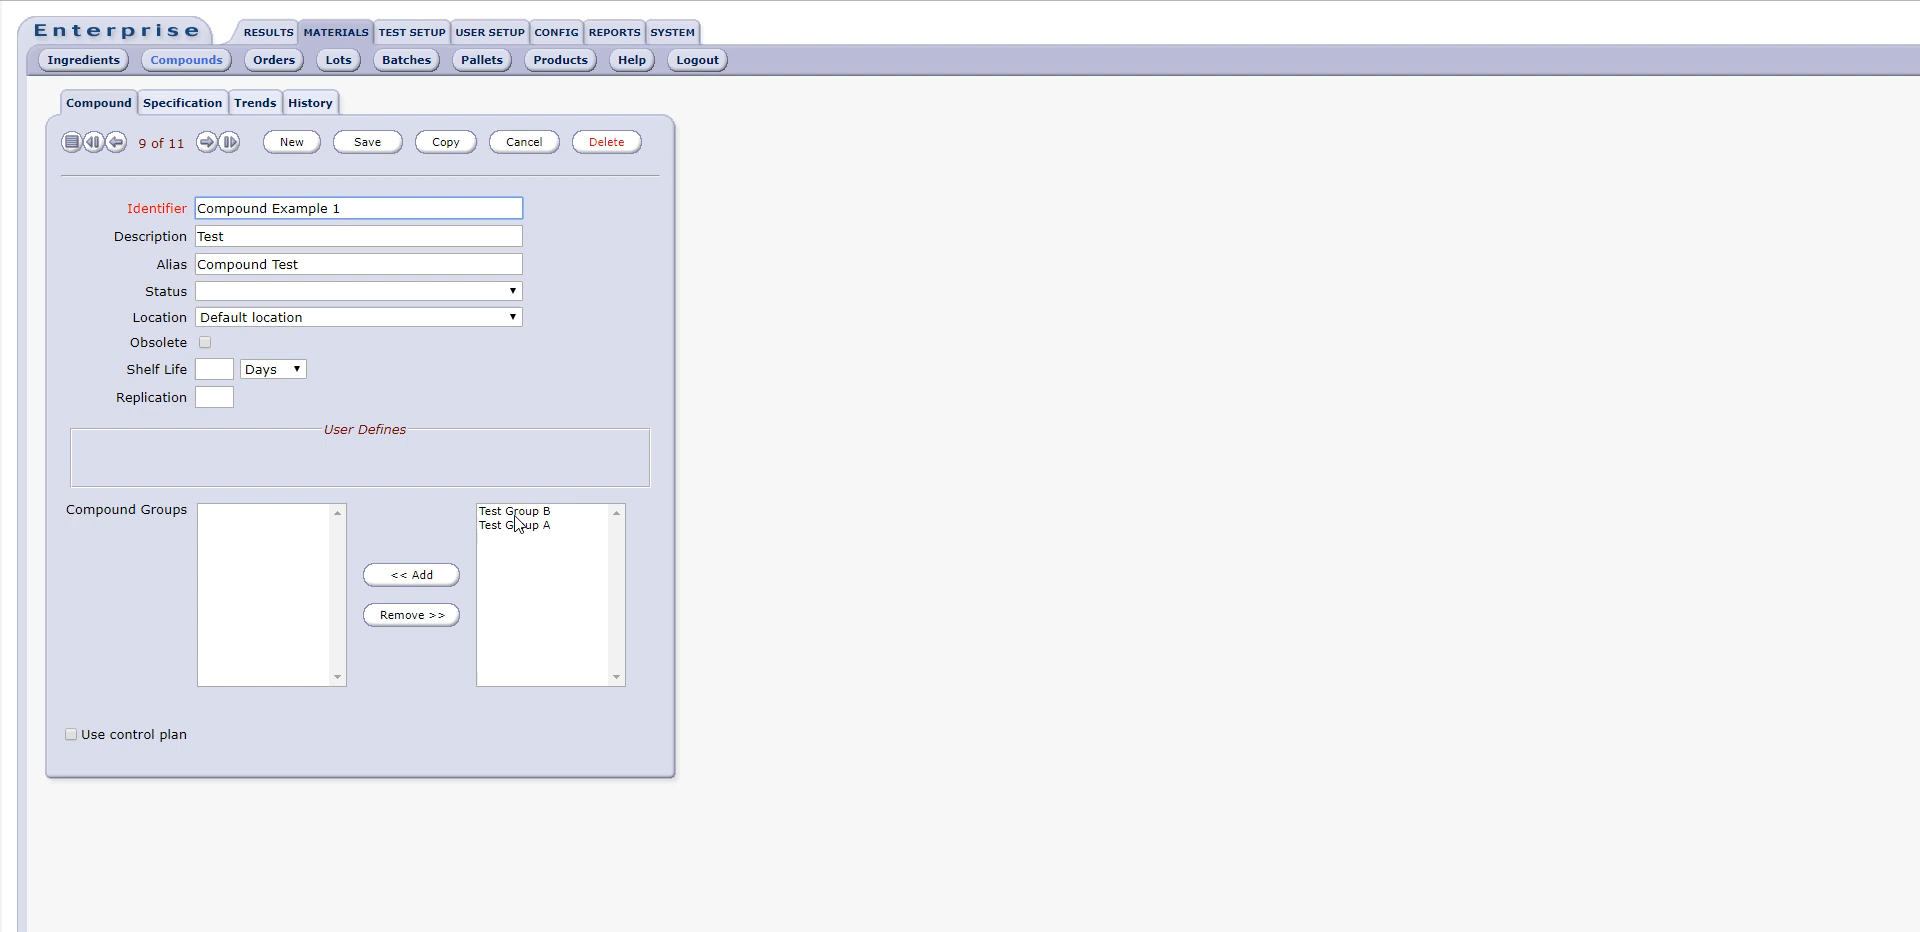 Enterprise
RESULTS MATERIALS TEST SETUP USER SETUP CONFIG REPORTS SYSTEM
Ingredients Compounds Orders Lots Batches Pallets Products Help Logout
Compound Specification Trends History
9 of 11 New Save Copy Cancel Delete
Identifier Compound Example 1
Description Test
Alias Compound Test
Status
Location Default location
Obsolete
Shelf Life Days
Replication
User Defines
Compound Groups Test Group B
Test Group A
<< Add
Remove >>
Use control plan